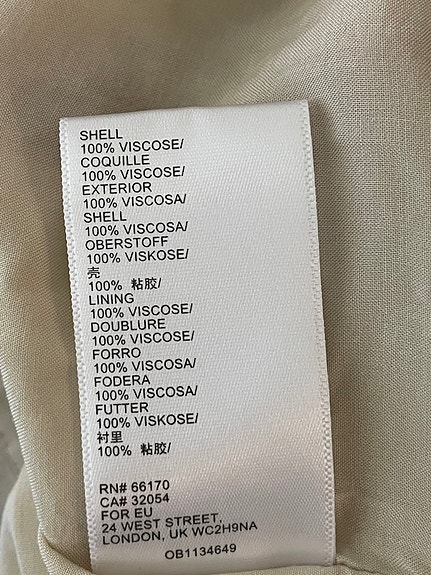 SHELL
100% VISCOSE/
COQUILLE
100% VISCOSE/
EXTERIOR
100% VISCOSA/
SHELL
100% VISCOSA/
OBERSTOFF
100% VISKOSE/
壳
100% 粘胶/
LINING
100% VISCOSE/
DOUBLURE
100% VISCOSE/
FORRO
100% VISCOSA/
FODERA
100% VISCOSA/
FUTTER
100% VISKOSE/
衬里
100% 粘胶/
RN# 66170
CA# 32054
FOR EU
24 WEST STREET,
LONDON, UK WC2H9NA
OB1134649